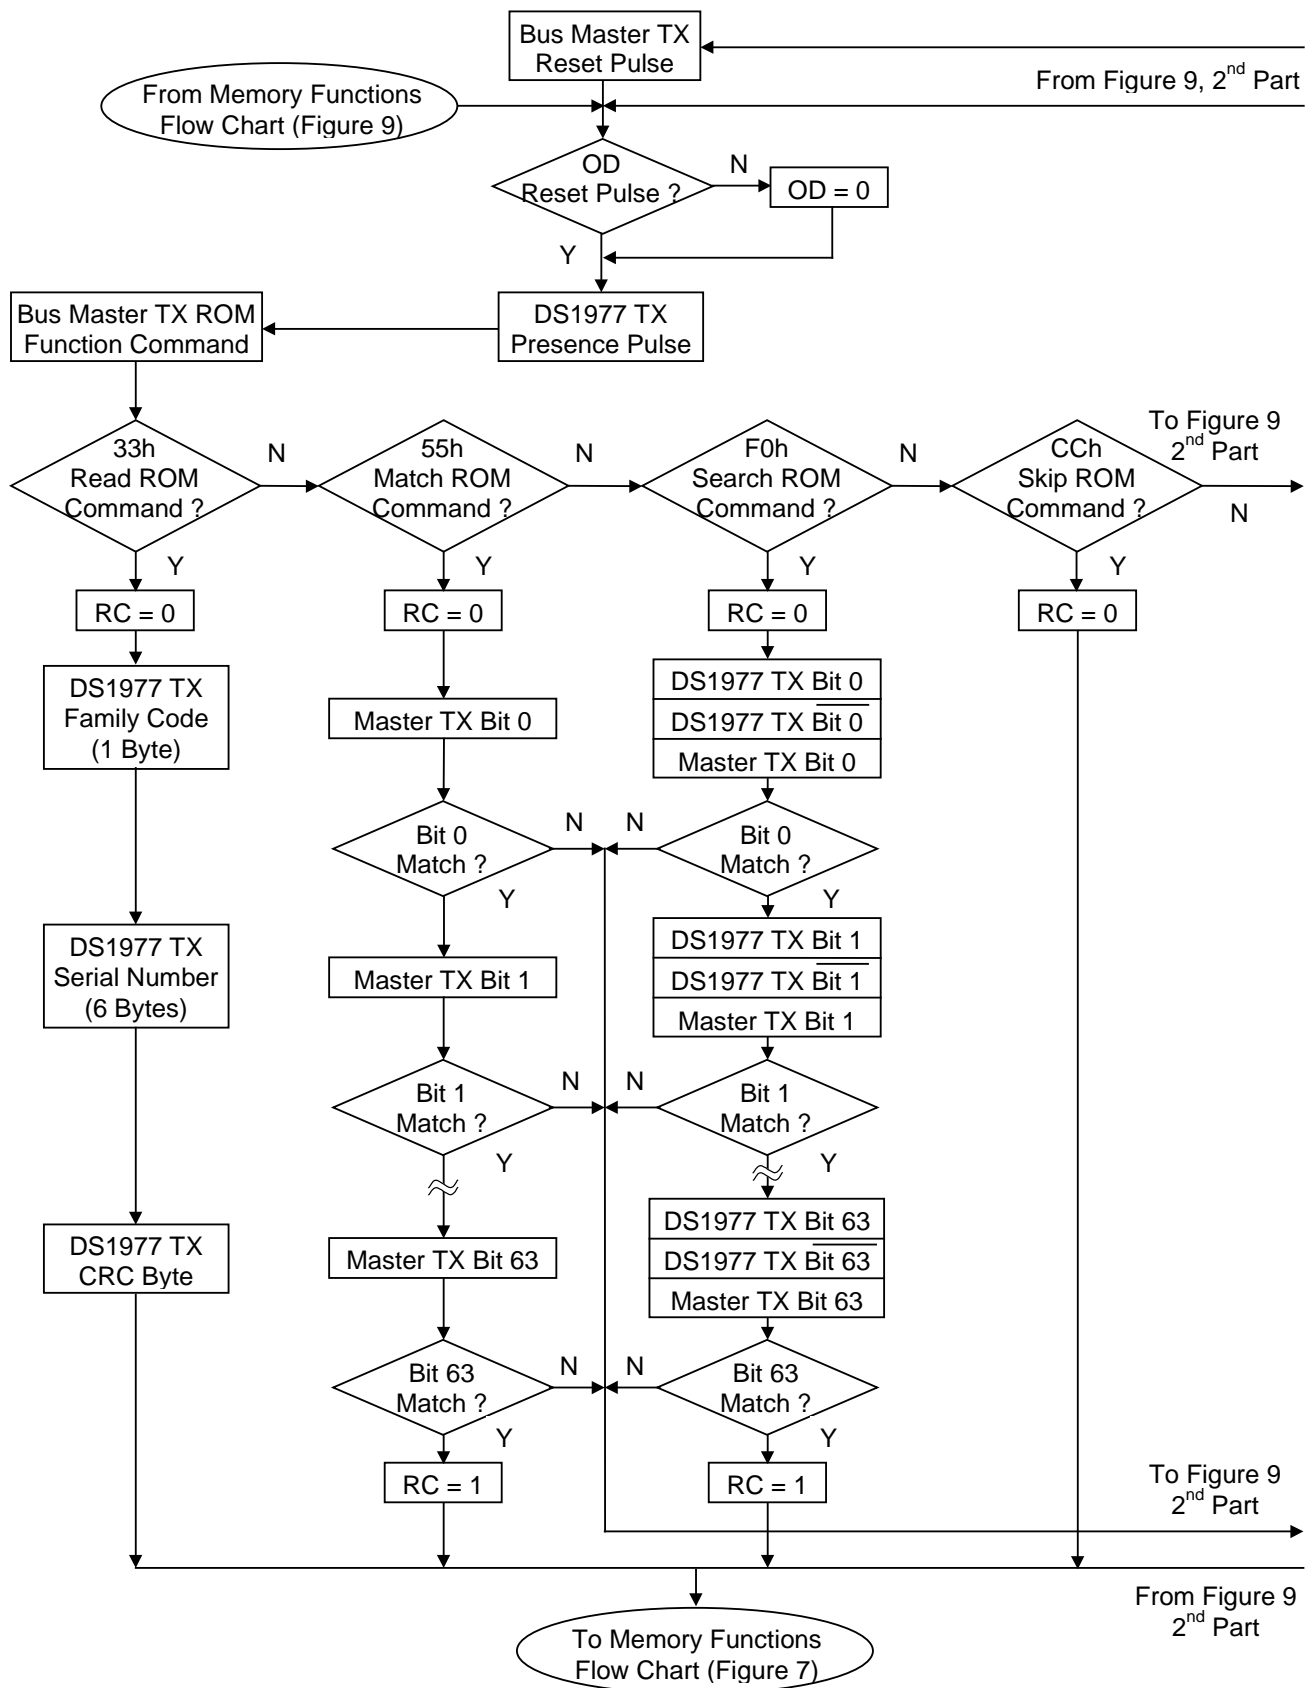 Bus Master TX
Reset Pulse
From Figure 9, 2nd Part
From Memory Functions
Flow Chart (Figure 9)
OD
Reset Pulse ?
N
OD = 0
Y
Bus Master TX ROM
Function Command
DS1977 TX
Presence Pulse
33h
Read ROM
Command ?
N
55h
Match ROM
Command ?
N
F0h
Search ROM
Command ?
N
CCh
Skip ROM
Command ?
To Figure 9
2nd Part
N
Y
Y
Y
Y
RC = 0
RC = 0
RC = 0
RC = 0
DS1977 TX
Family Code
(1 Byte)
Master TX Bit 0
DS1977 TX Bit 0
DS1977 TX B̅i̅t̅ ̅0̅
Master TX Bit 0
Bit 0
Match ?
N
N
Bit 0
Match ?
Y
Y
DS1977 TX
Serial Number
(6 Bytes)
Master TX Bit 1
DS1977 TX Bit 1
DS1977 TX B̅i̅t̅ ̅1̅
Master TX Bit 1
Bit 1
Match ?
N
N
Bit 1
Match ?
Y
Y
DS1977 TX
CRC Byte
Master TX Bit 63
DS1977 TX Bit 63
DS1977 TX B̅i̅t̅ ̅6̅3̅
Master TX Bit 63
Bit 63
Match ?
N
N
Bit 63
Match ?
Y
Y
RC = 1
RC = 1
To Figure 9
2nd Part
From Figure 9
2nd Part
To Memory Functions
Flow Chart (Figure 7)